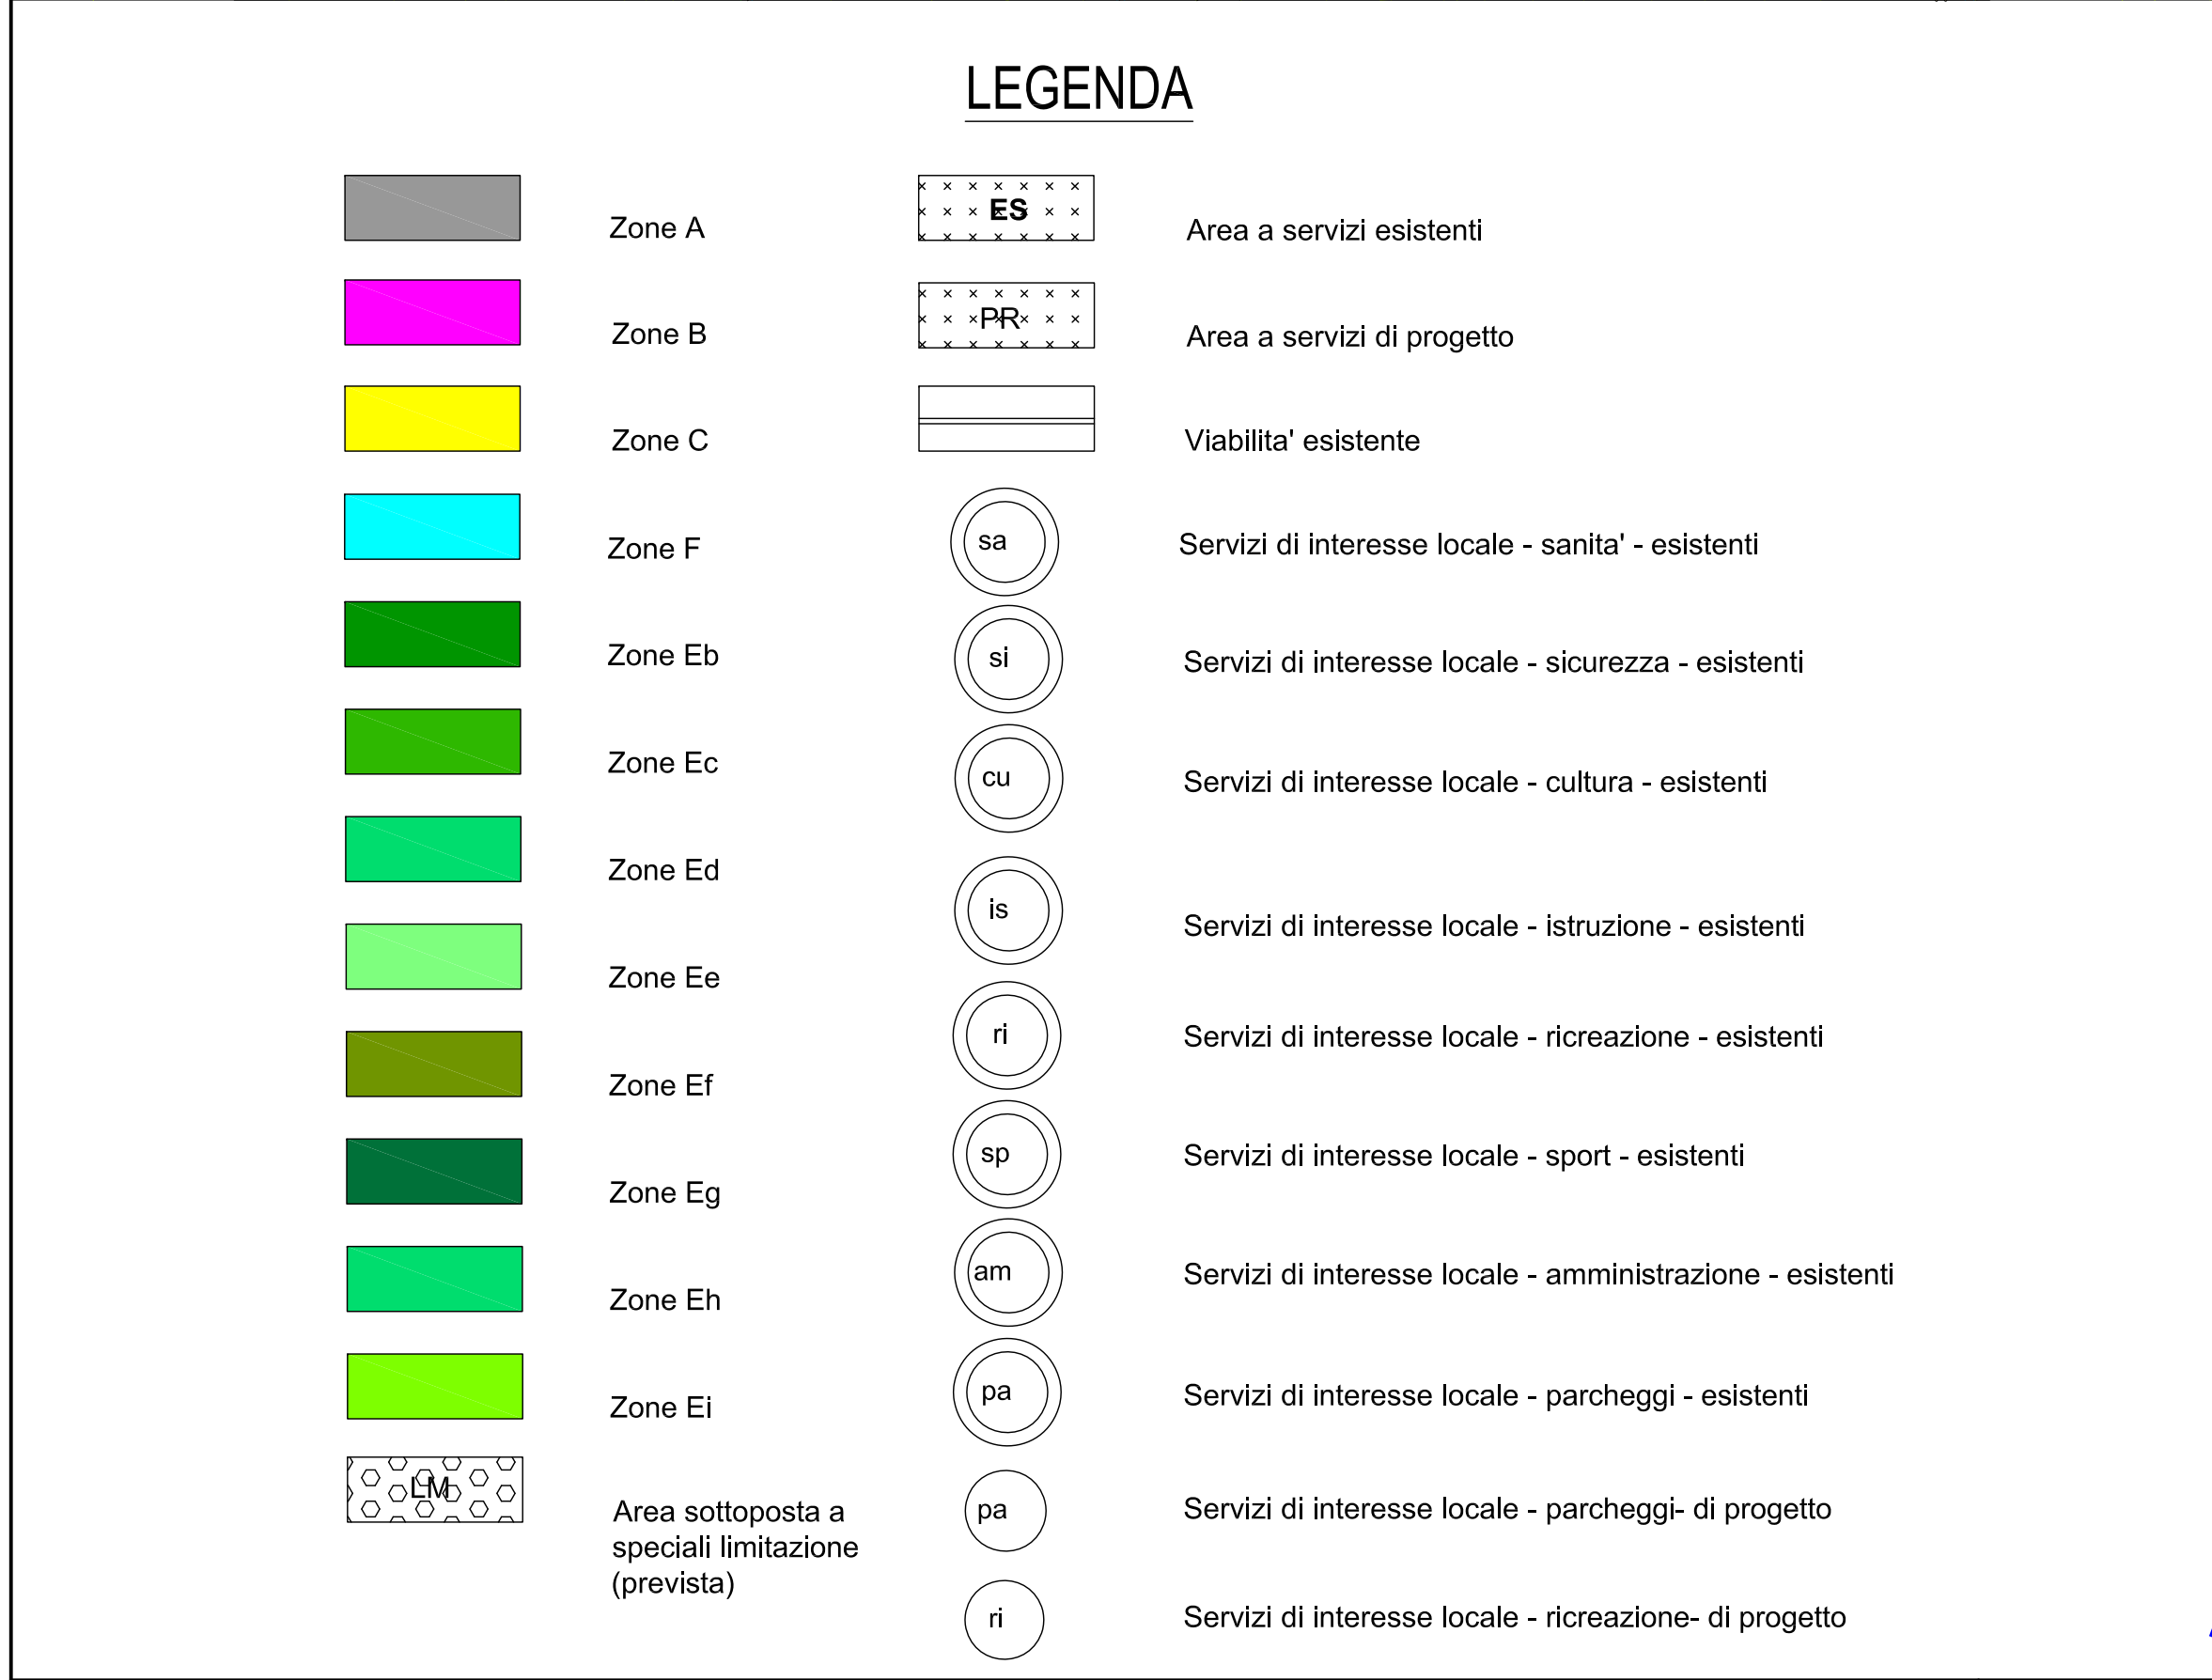 LEGENDA
Zone A
Zone B
Zone C
Zone F
Zone Eb
Zone Ec
Zone Ed
Zone Ee
Zone Ef
Zone Eg
Zone Eh
Zone Ei
LM
Area sottoposta a
speciali limitazione
(prevista)
ES
Area a servizi esistenti
PR
Area a servizi di progetto
Viabilita' esistente
sa
Servizi di interesse locale - sanita' - esistenti
si
Servizi di interesse locale - sicurezza - esistenti
cu
Servizi di interesse locale - cultura - esistenti
is
Servizi di interesse locale - istruzione - esistenti
ri
Servizi di interesse locale - ricreazione - esistenti
sp
Servizi di interesse locale - sport - esistenti
am
Servizi di interesse locale - amministrazione - esistenti
pa
Servizi di interesse locale - parcheggi - esistenti
pa
Servizi di interesse locale - parcheggi- di progetto
ri
Servizi di interesse locale - ricreazione- di progetto